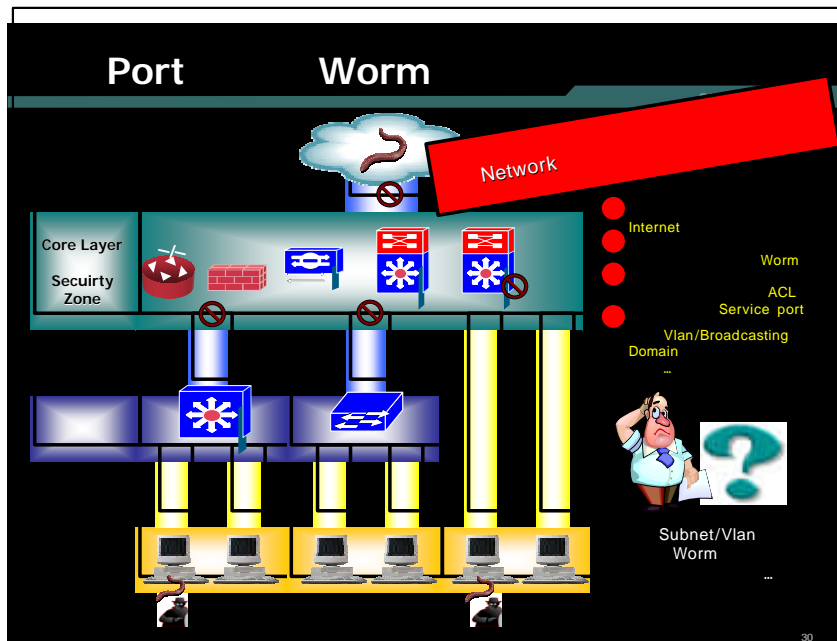 Port Worm
Network
Core Layer
Secuirty
Zone
Internet
Worm
ACL
Service port
Vlan/Broadcasting
Domain
...
Subnet/Vlan
Worm
...
30